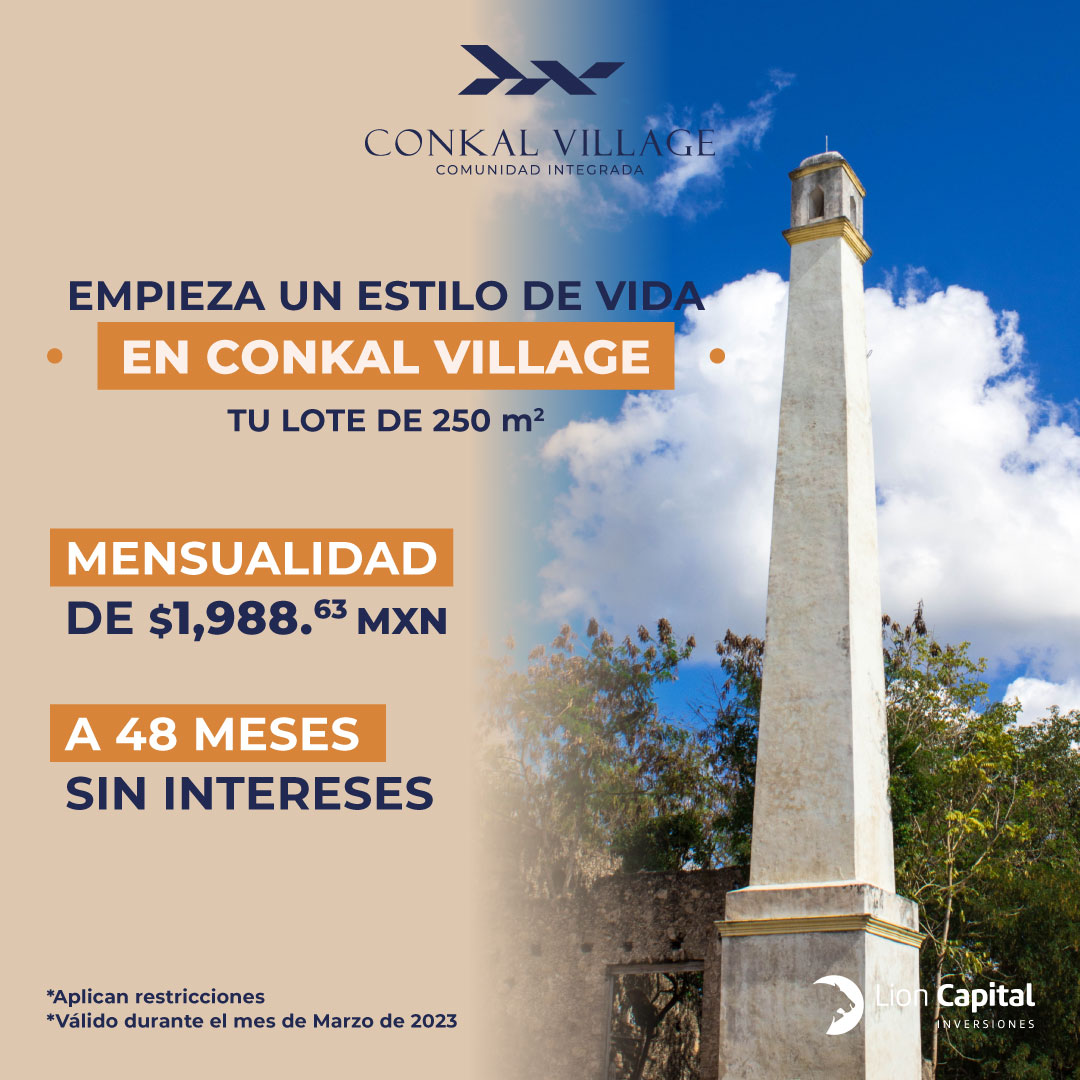 CONKAL VILLAGE
COMUNIDAD INTEGRADA
EMPIEZA UN ESTILO DE VIDA
EN CONKAL VILLAGE
TU LOTE DE 250 m²
MENSUALIDAD
DE $1,988.⁶³ MXN
A 48 MESES
SIN INTERESES
*Aplican restricciones
*Válido durante el mes de Marzo de 2023
Lion Capital
INVERSIONES